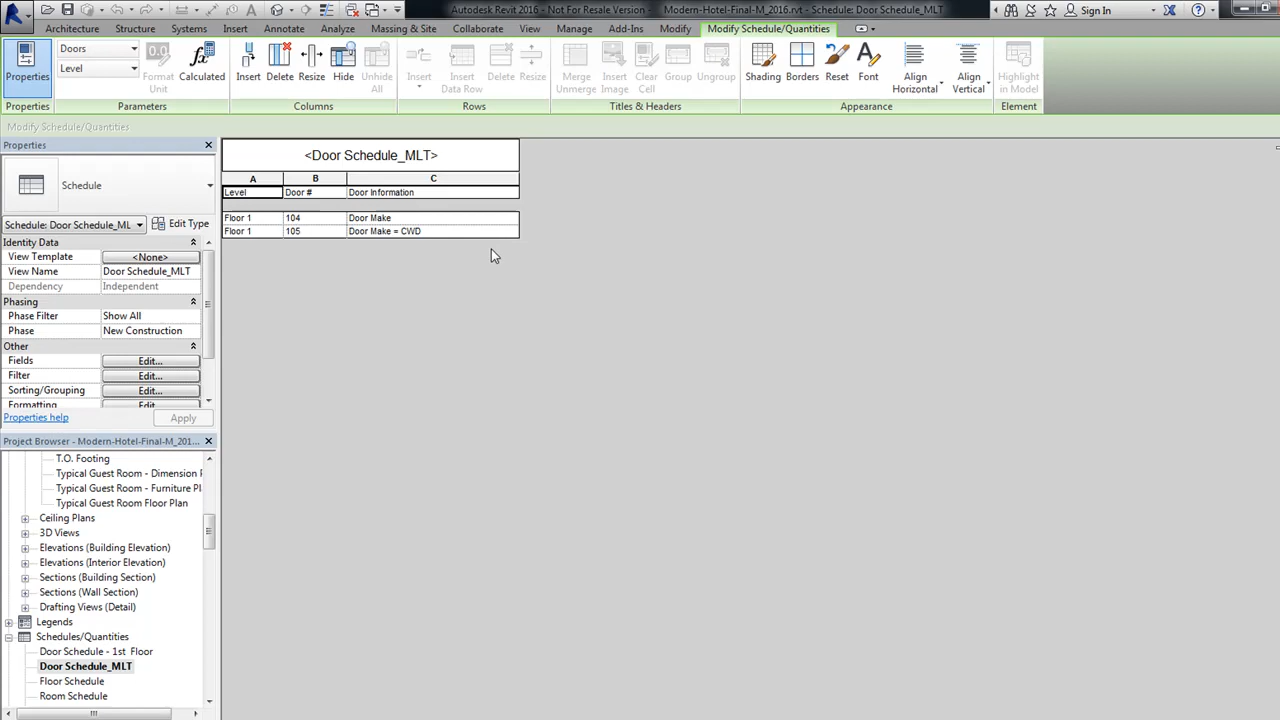 Autodesk Revit 2016 - Not For Resale Version - Modern-Hotel-Final-M_2016.rvt - Schedule: Door Schedule_MLT
Sign In
Architecture Structure Systems Insert Annotate Analyze Massing & Site Collaborate View Manage Add-Ins Modify Modify Schedule/Quantities
Doors
Level
Properties
Format Unit
Calculated
Insert
Delete
Resize
Hide
Unhide All
Insert
Insert Data Row
Delete
Resize
Merge Unmerge
Insert Image
Clear Cell
Group
Ungroup
Shading
Borders
Reset
Font
Align Horizontal
Align Vertical
Highlight in Model
Properties Parameters Columns Rows Titles & Headers Appearance Element
Modify Schedule/Quantities
Properties
Schedule
Schedule: Door Schedule_ML
Edit Type
Identity Data
View Template <None>
View Name Door Schedule_MLT
Dependency Independent
Phasing
Phase Filter Show All
Phase New Construction
Other
Fields Edit...
Filter Edit...
Sorting/Grouping Edit...
Formatting Edit...
Properties help
Apply
Project Browser - Modern-Hotel-Final-M_201...
T.O. Footing
Typical Guest Room - Dimension P
Typical Guest Room - Furniture Pl
Typical Guest Room Floor Plan
Ceiling Plans
3D Views
Elevations (Building Elevation)
Elevations (Interior Elevation)
Sections (Building Section)
Sections (Wall Section)
Drafting Views (Detail)
Legends
Schedules/Quantities
Door Schedule - 1st Floor
Door Schedule_MLT
Floor Schedule
Room Schedule
<Door Schedule_MLT>
A B C
Level Door # Door Information
Floor 1 104 Door Make
Floor 1 105 Door Make = CWD